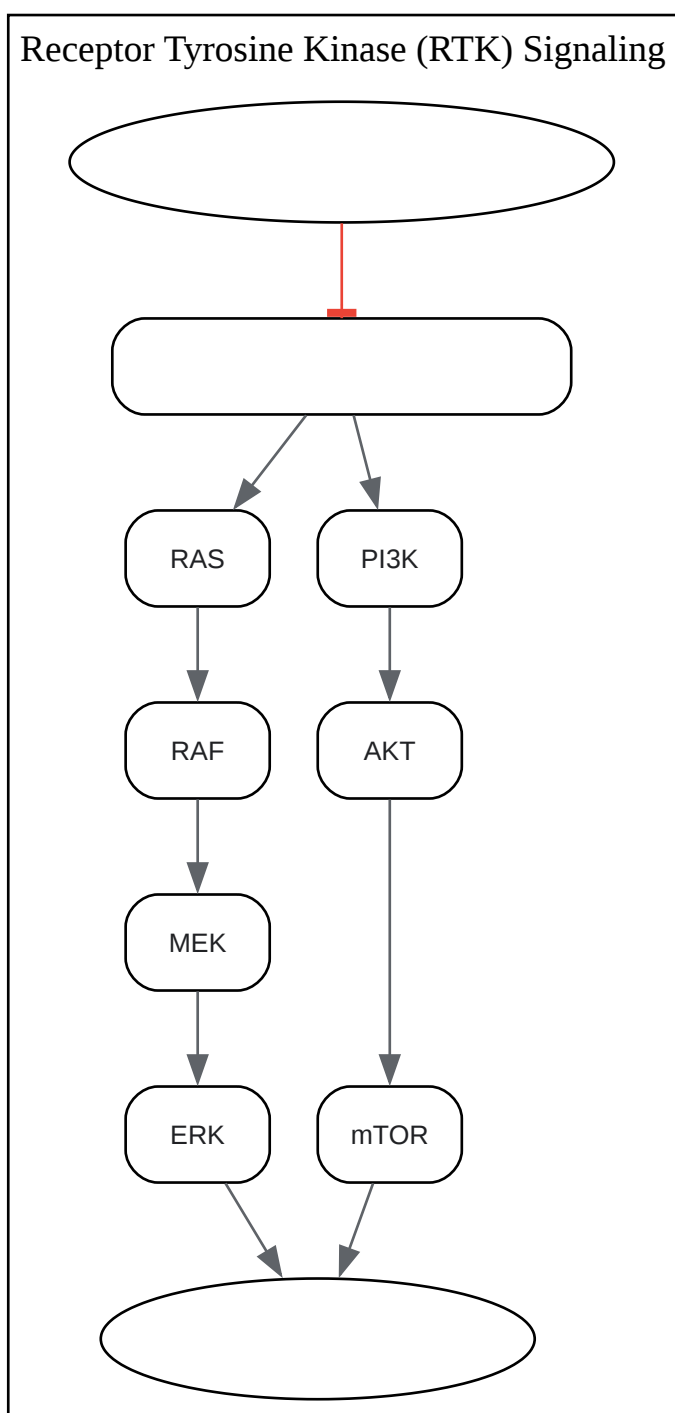 Receptor Tyrosine Kinase (RTK) Signaling
RAS
PI3K
RAF
AKT
MEK
ERK
mTOR